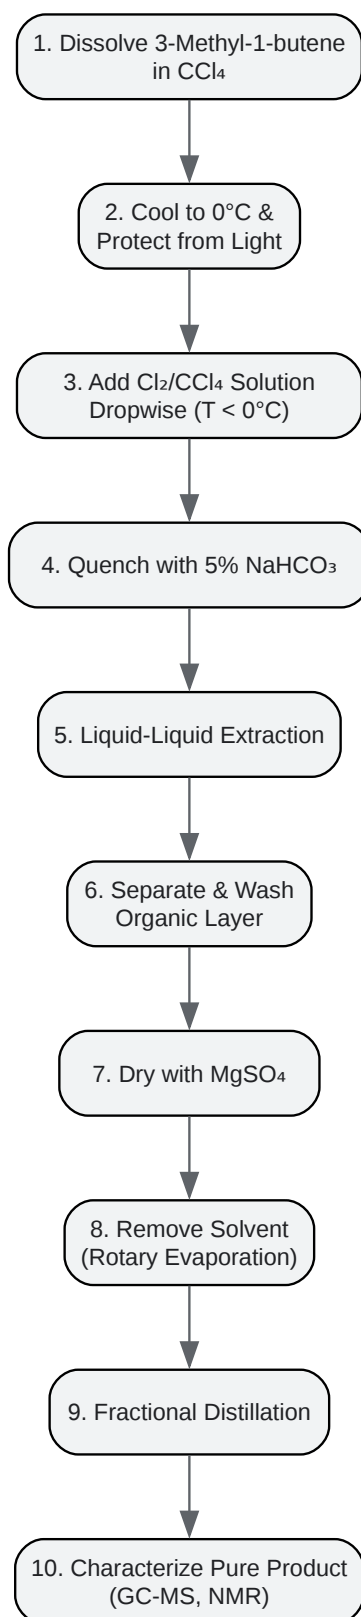 1. Dissolve 3-Methyl-1-butene
in CCl₄
2. Cool to 0°C &
Protect from Light
3. Add Cl₂/CCl₄ Solution
Dropwise (T < 0°C)
4. Quench with 5% NaHCO₃
5. Liquid-Liquid Extraction
6. Separate & Wash
Organic Layer
7. Dry with MgSO₄
8. Remove Solvent
(Rotary Evaporation)
9. Fractional Distillation
10. Characterize Pure Product
(GC-MS, NMR)